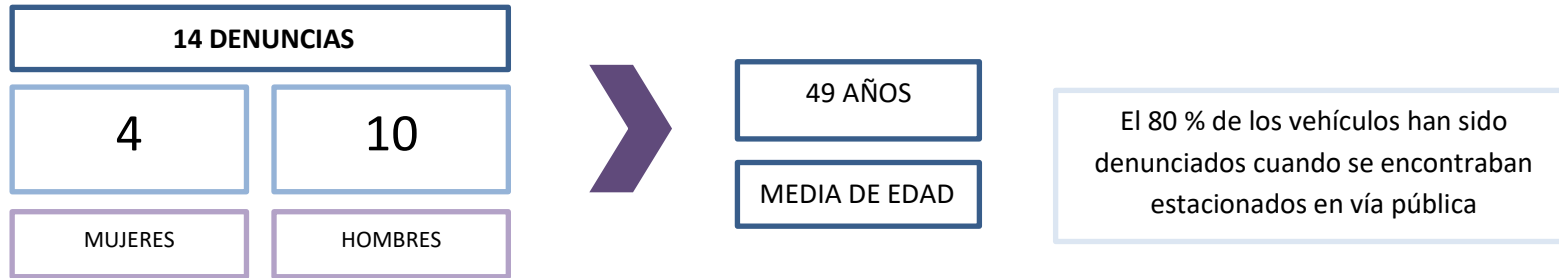 14 DENUNCIAS
4
10
MUJERES
HOMBRES
49 AÑOS
MEDIA DE EDAD
El 80 % de los vehículos han sido
denunciados cuando se encontraban
estacionados en vía pública